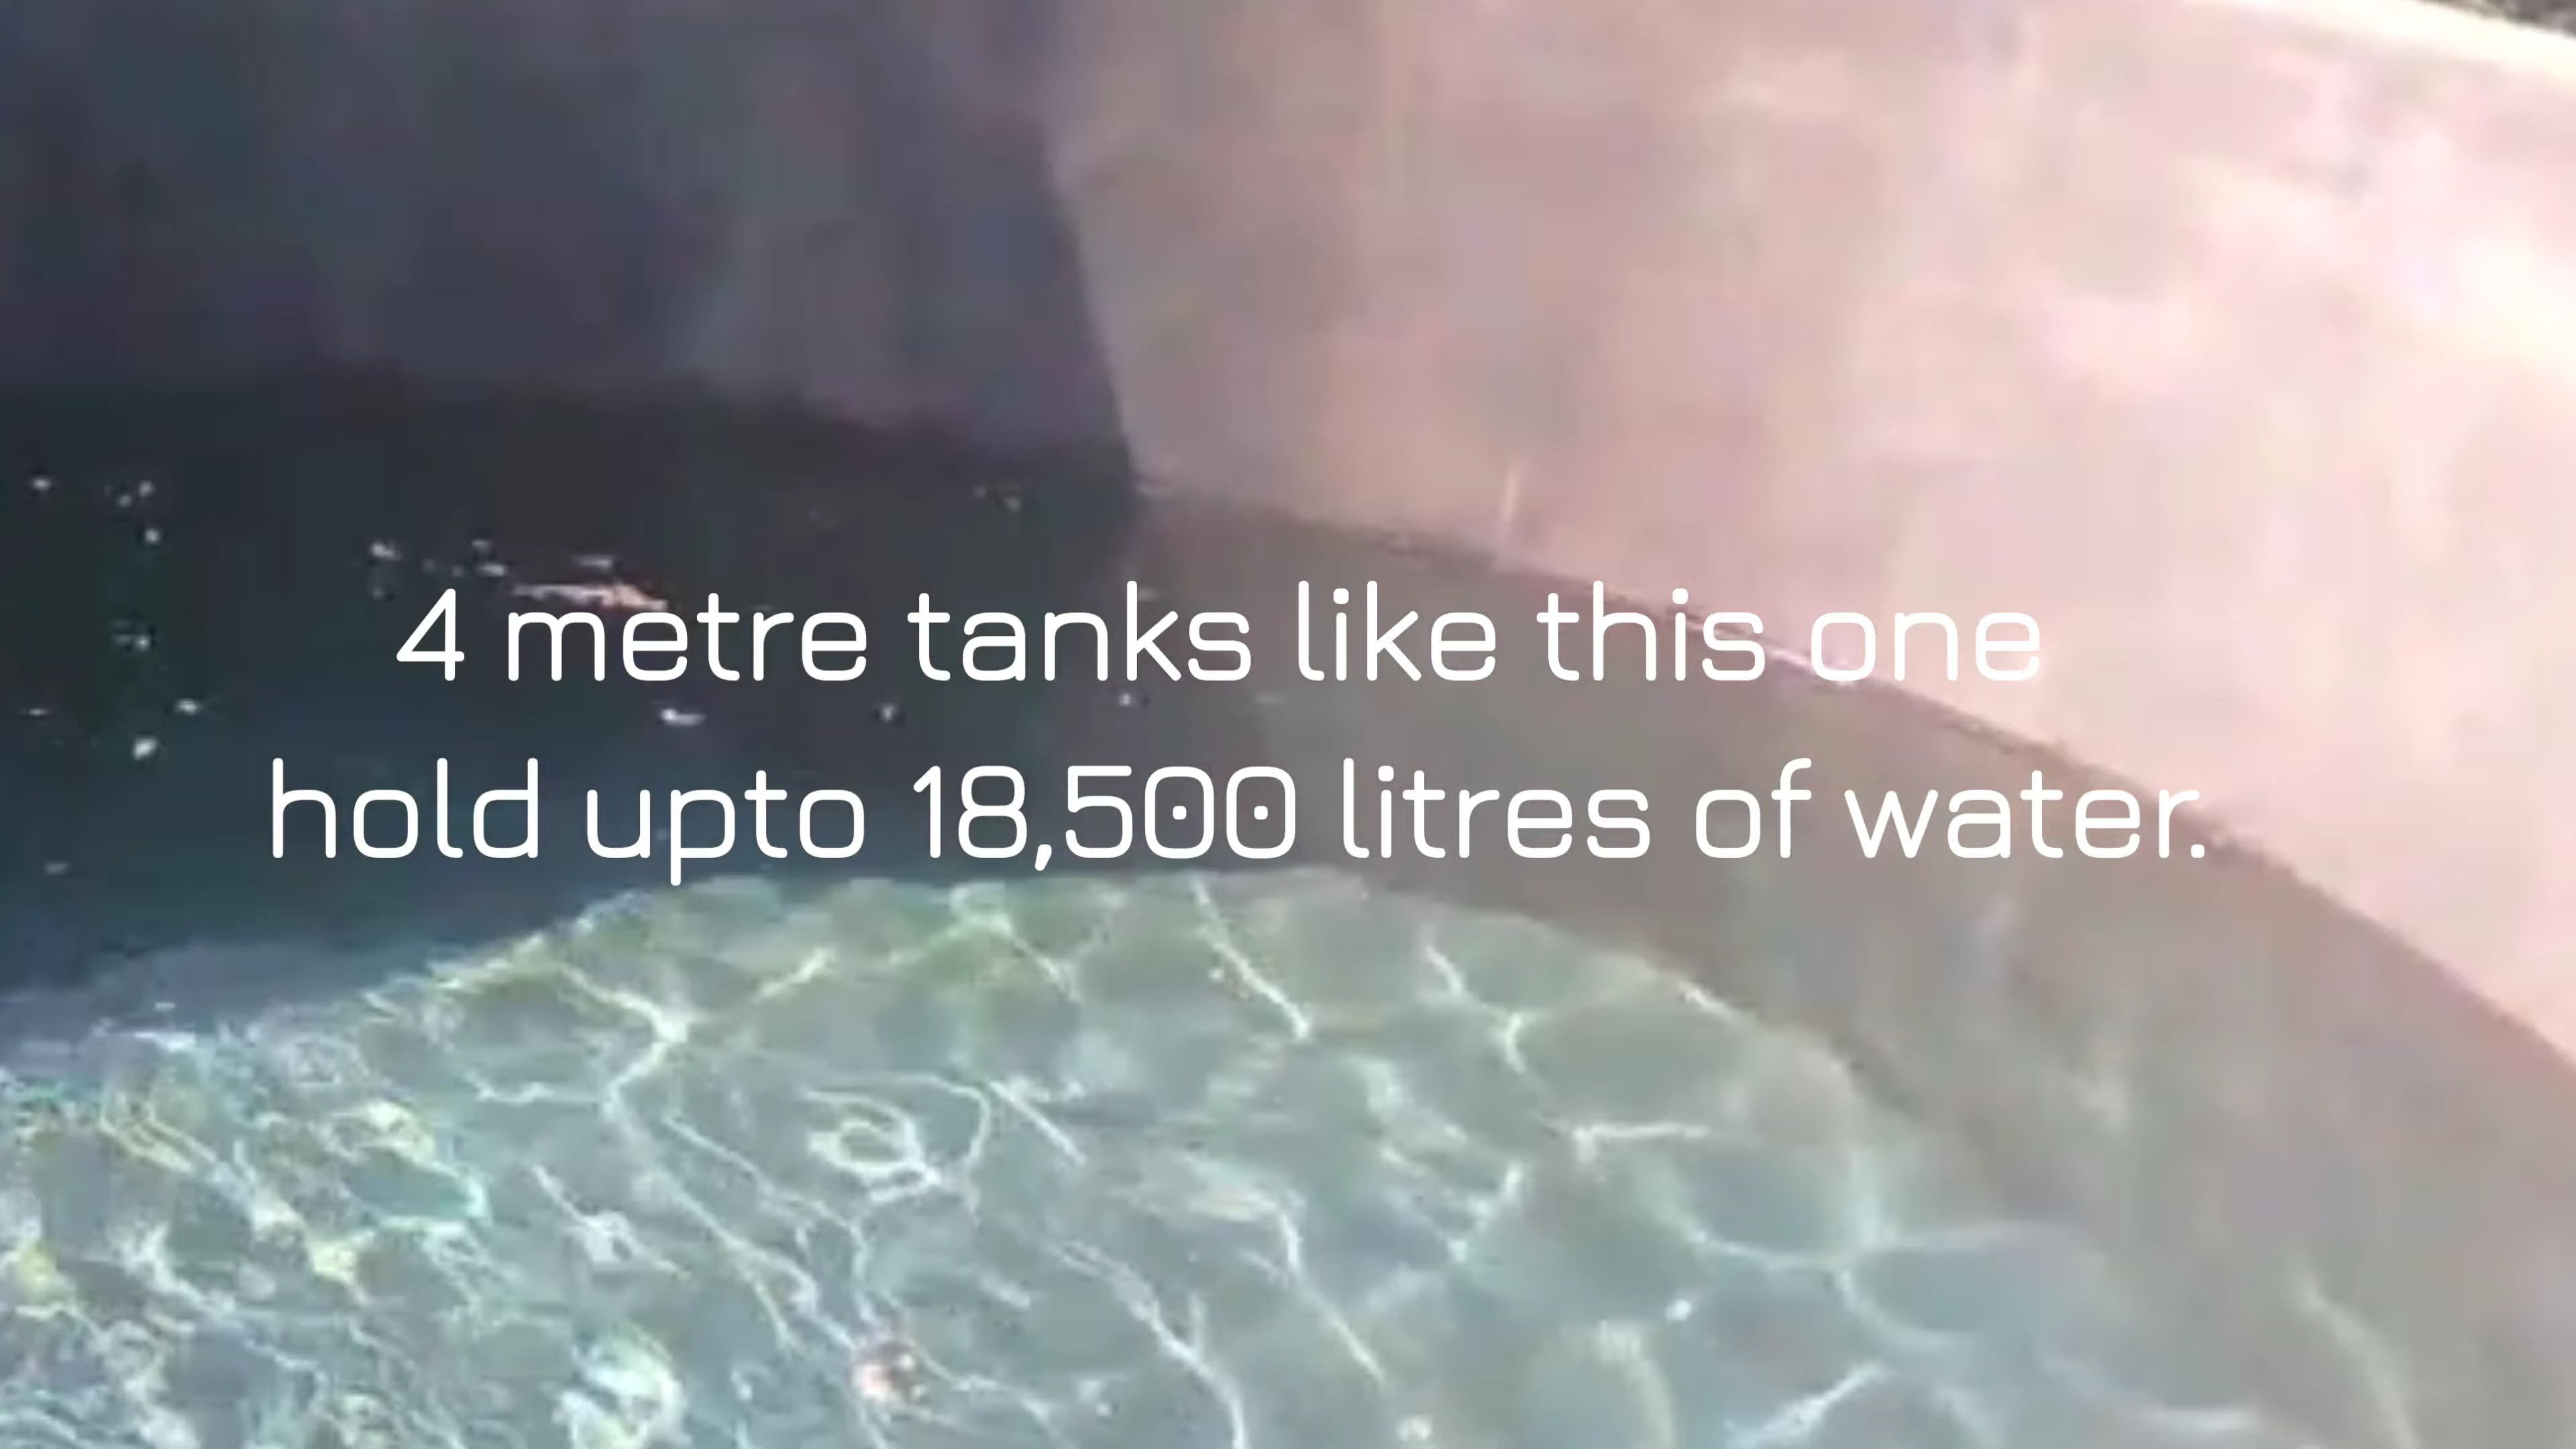 4 metre tanks like this one
hold upto 18,500 litres of water.